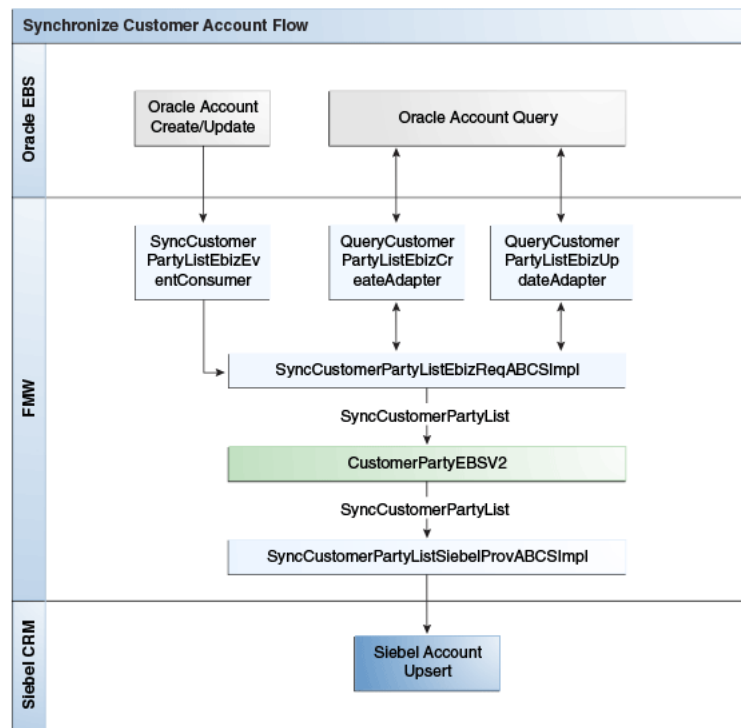 Synchronize Customer Account Flow
Oracle EBS
Oracle Account
Create/Update
Oracle Account Query
FMW
SyncCustomer
PartyListEbizEv
entConsumer
QueryCustomer
PartyListEbizCr
eateAdapter
QueryCustomer
PartyListEbizUp
dateAdapter
SyncCustomerPartyListEbizReqABCSImpl
SyncCustomerPartyList
CustomerPartyEBSV2
SyncCustomerPartyList
SyncCustomerPartyListSiebelProvABCSImpl
Siebel CRM
Siebel Account
Upsert